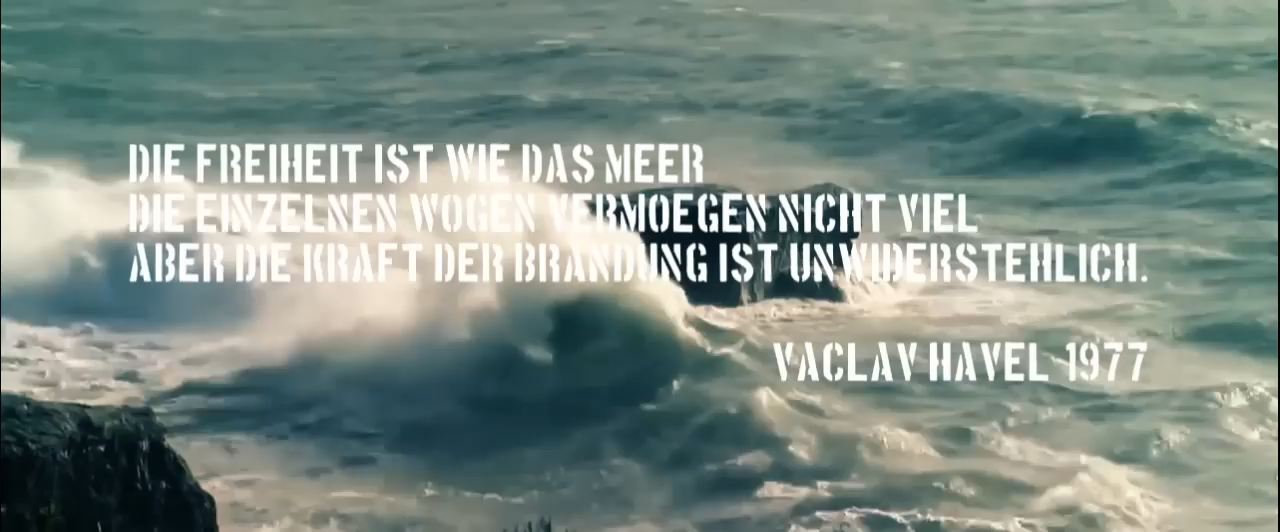 DIE FREIHEIT IST WIE DAS MEER
DIE EINZELNEN WOGEN VERMOEGEN NICHT VIEL
ABER DIE KRAFT DER BRANDUNG IST UNWIDERSTEHLICH.
VACLAV HAVEL 1977